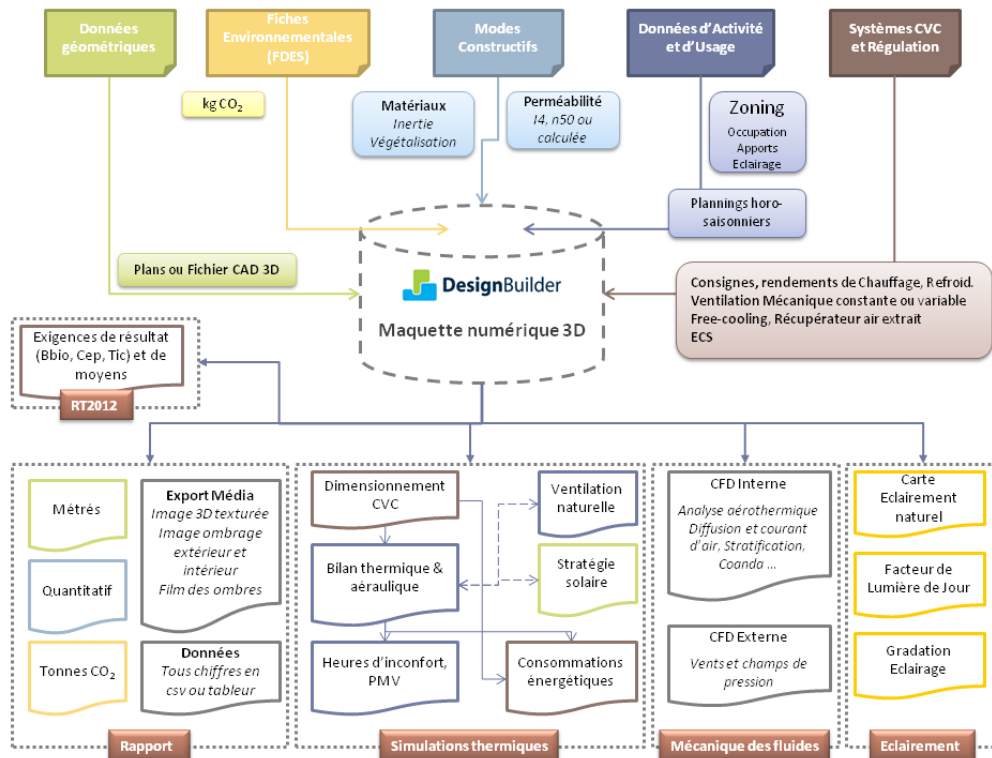 Données
géométriques
Fiches
Environnementales
(FDES)
Modes
Constructifs
Données d'Activité
et d'Usage
Systèmes CVC
et Régulation
kg CO₂
Matériaux
Inertie
Végétalisation
Perméabilité
I4, n50 ou
calculée
Zoning
Occupation
Apports
Eclairage
Plannings horo-
saisonniers
Plans ou Fichier CAD 3D
DesignBuilder
Maquette numérique 3D
Consignes, rendements de Chauffage, Refroid.
Ventilation Mécanique constante ou variable
Free-cooling, Récupérateur air extrait
ECS
Exigences de résultat
(Bbio, Cep, Tic) et de
moyens
RT2012
Métrés
Quantitatif
Tonnes CO₂
Export Média
Image 3D texturée
Image ombrage
extérieur et
intérieur
Film des ombres
Données
Tous chiffres en
csv ou tableur
Rapport
Dimensionnement
CVC
Bilan thermique &
aéraulique
Heures d'inconfort,
PMV
Ventilation
naturelle
Stratégie
solaire
Consommations
énergétiques
Simulations thermiques
CFD Interne
Analyse aérothermique
Diffusion et courant
d'air, Stratification,
Coanda ...
CFD Externe
Vents et champs de
pression
Mécanique des fluides
Carte
Eclairement
naturel
Facteur de
Lumière de Jour
Gradation
Eclairage
Eclairement